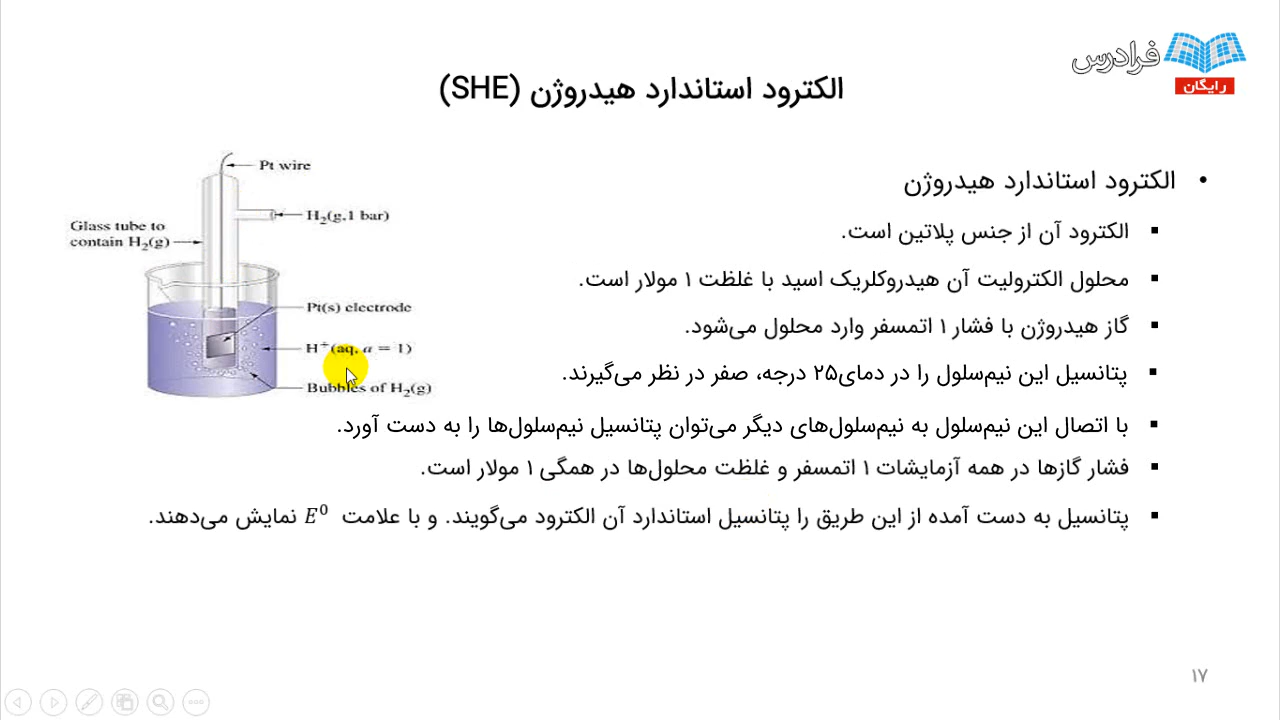 فرادرس
رایگان
الکترود استاندارد هیدروژن (SHE)
• الکترود استاندارد هیدروژن
▪ الکترود آن از جنس پلاتین است.
▪ محلول الکترولیت آن هیدروکلریک اسید با غلظت ۱ مولار است.
▪ گاز هیدروژن با فشار ۱ اتمسفر وارد محلول می‌شود.
▪ پتانسیل این نیم‌سلول را در دمای۲۵ درجه، صفر در نظر می‌گیرند.
▪ با اتصال این نیم‌سلول به نیم‌سلول‌های دیگر می‌توان پتانسیل نیم‌سلول‌ها را به دست آورد.
▪ فشار گازها در همه آزمایشات ۱ اتمسفر و غلظت محلول‌ها در همگی ۱ مولار است.
▪ پتانسیل به دست آمده از این طریق را پتانسیل استاندارد آن الکترود می‌گویند. و با علامت E⁰ نمایش می‌دهند.
Pt wire
H₂(g,1 bar)
Glass tube to
contain H₂(g)
Pt(s) electrode
H⁺(aq, a = 1)
Bubbles of H₂(g)
۱۷